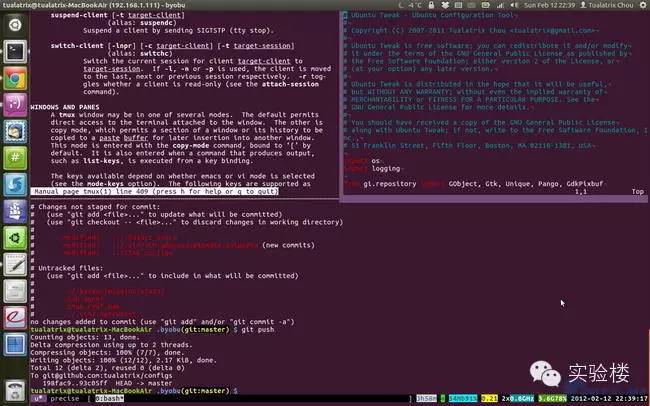 tualatrix@tualatrix-MacBookAir (192.168.1.111) - byobu
-6°C
Sun Feb 12 22:39
Tualatrix Chou
suspend-client [-t target-client]
(alias: suspendc)
Suspend a client by sending SIGTSTP (tty stop).
switch-client [-lnpr] [-c target-client] [-t target-session]
(alias: switchc)
Switch the current session for client target-client to
target-session. If -l, -n or -p is used, the client is moved
to the last, next or previous session respectively. -r tog-
gles whether a client is read-only (see the attach-session
command).
WINDOWS AND PANES
A tmux window may be in one of several modes. The default permits
direct access to the terminal attached to the window. The other is
copy mode, which permits a section of a window or its history to be
copied to a paste buffer for later insertion into another window.
This mode is entered with the copy-mode command, bound to '[' by
default. It is also entered when a command that produces output,
such as list-keys, is executed from a key binding.
The keys available depend on whether emacs or vi mode is selected
(see the mode-keys option). The following keys are supported as
Manual page tmux(1) line 409 (press h for help or q to quit)
# Ubuntu Tweak - Ubuntu Configuration Tool
#
# Copyright (C) 2007-2011 Tualatrix Chou <tualatrix@gmail.com>
#
# Ubuntu Tweak is free software; you can redistribute it and/or modify
# it under the terms of the GNU General Public License as published by
# the Free Software Foundation; either version 2 of the License, or
# (at your option) any later version.
#
# Ubuntu Tweak is distributed in the hope that it will be useful,
# but WITHOUT ANY WARRANTY; without even the implied warranty of
# MERCHANTABILITY or FITNESS FOR A PARTICULAR PURPOSE. See the
# GNU General Public License for more details.
#
# You should have received a copy of the GNU General Public License
# along with Ubuntu Tweak; if not, write to the Free Software Foundation, I
nc.,
# 51 Franklin Street, Fifth Floor, Boston, MA 02110-1301, USA
import os
import logging
from gi.repository import GObject, Gtk, Unique, Pango, GdkPixbuf
1,1 Top
# Changes not staged for commit:
# (use "git add <file>..." to update what will be committed)
# (use "git checkout -- <file>..." to discard changes in working directory)
#
# modified:
# modified: (new commits)
# modified:
#
# Untracked files:
# (use "git add <file>..." to include in what will be committed)
#
no changes added to commit (use "git add" and/or "git commit -a")
tualatrix@tualatrix-MacBookAir .byobu(git:master) $ git push
Counting objects: 13, done.
Delta compression using up to 2 threads.
Compressing objects: 100% (7/7), done.
Writing objects: 100% (12/12), 2.17 KiB, done.
Total 12 (delta 2), reused 0 (delta 0)
To git@github.com:tualatrix/configs
198fac9..93c05ff HEAD -> master
tualatrix@tualatrix-MacBookAir .byobu(git:master) $
实验楼
u* precise [ 0:bash* 3h58m 0.21 2x0.8GHz 3.6G78% 2012-02-12 22:39:17